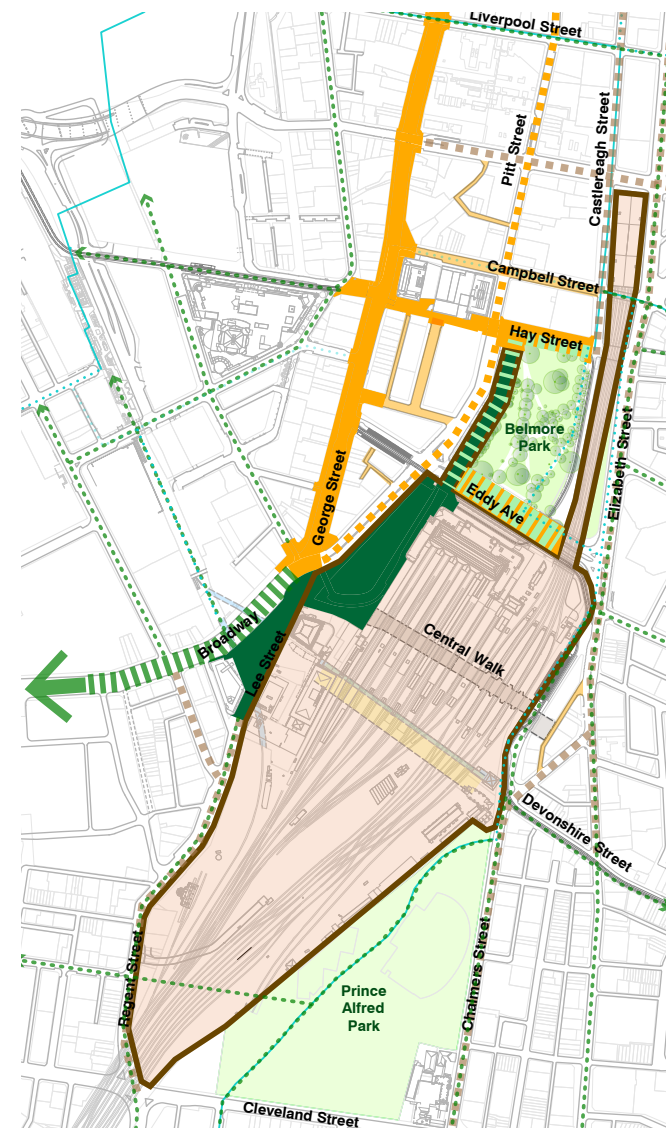 Liverpool Street
Pitt Street
Castlereagh Street
Campbell Street
Hay Street
Belmore
Park
Elizabeth Street
Eddy Ave
George Street
Broadway
Lee Street
Central Walk
Devonshire Street
Regent Street
Chalmers Street
Prince
Alfred
Park
Cleveland Street